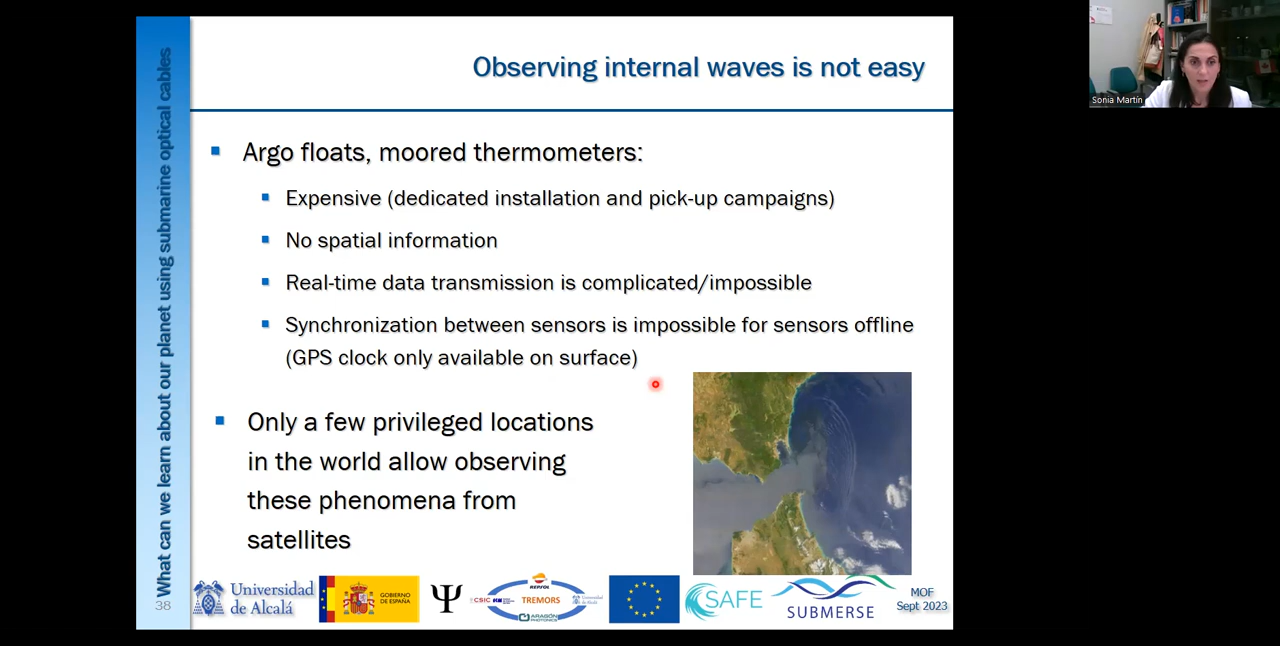 Observing internal waves is not easy
What can we learn about our planet using submarine optical cables
Argo floats, moored thermometers:
Expensive (dedicated installation and pick-up campaigns)
No spatial information
Real-time data transmission is complicated/impossible
Synchronization between sensors is impossible for sensors offline
(GPS clock only available on surface)
Only a few privileged locations
in the world allow observing
these phenomena from
satellites
38
Universidad
de Alcalá
GOBIERNO
DE ESPAÑA
Ψ
REPSOL
CSIC
TREMORS
ARAGÓN
PHOTONICS
SAFE
SUBMERSE
MOF
Sept 2023
Sonia Martín